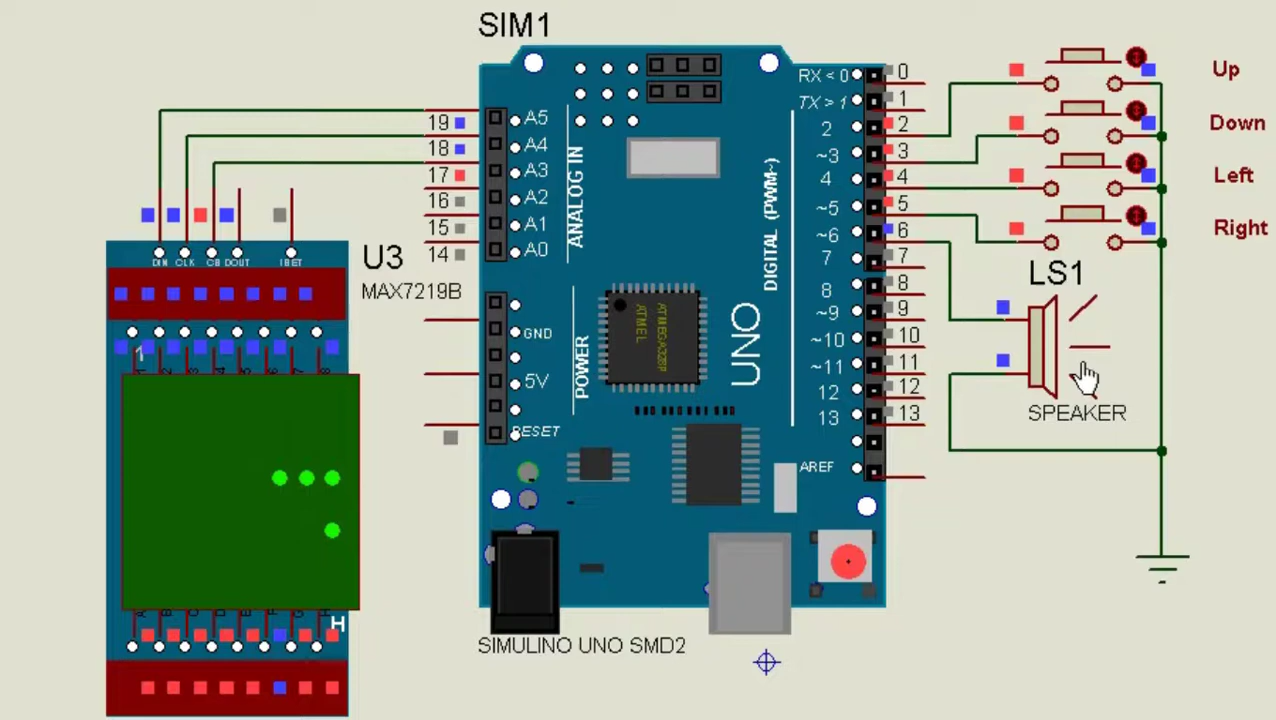 SIM1
RX < 0
0
TX > 1
1
2
2
~3
3
4
4
~5
5
~6
6
7
7
8
8
~9
9
~10
10
~11
11
12
12
13
13
AREF
DIGITAL (PWM~)
UNO
ANALOG IN
POWER
19
A5
18
A4
17
A3
16
A2
15
A1
14
A0
GND
5V
RESET
ATMEL
SIMULINO UNO SMD2
U3
MAX7219B
DIN
CLK
DOUT
H
Up
Down
Left
Right
LS1
SPEAKER